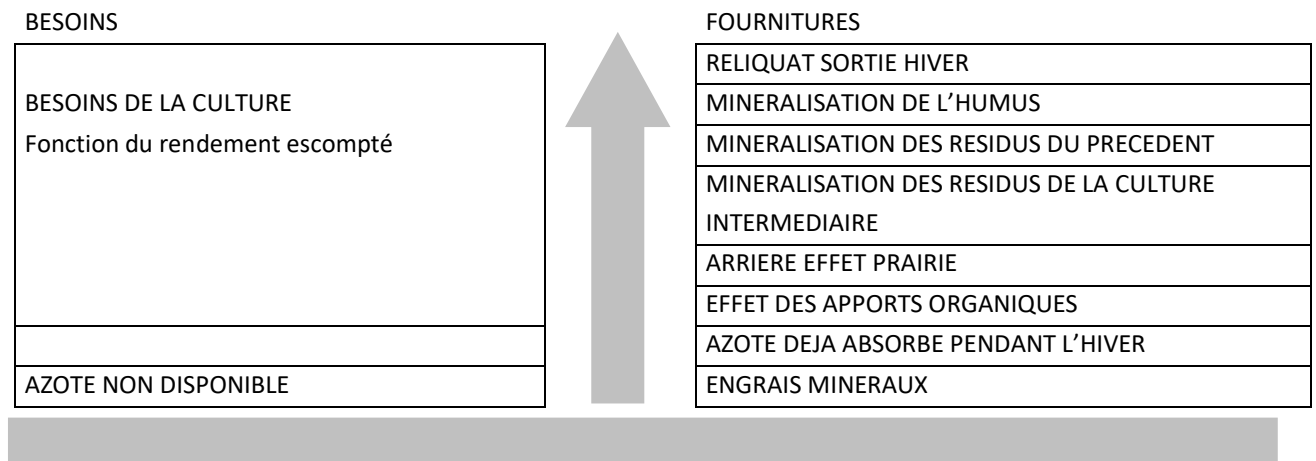 BESOINS
BESOINS DE LA CULTURE
Fonction du rendement escompté
AZOTE NON DISPONIBLE
FOURNITURES
RELIQUAT SORTIE HIVER
MINERALISATION DE L’HUMUS
MINERALISATION DES RESIDUS DU PRECEDENT
MINERALISATION DES RESIDUS DE LA CULTURE
INTERMEDIAIRE
ARRIERE EFFET PRAIRIE
EFFET DES APPORTS ORGANIQUES
AZOTE DEJA ABSORBE PENDANT L’HIVER
ENGRAIS MINERAUX